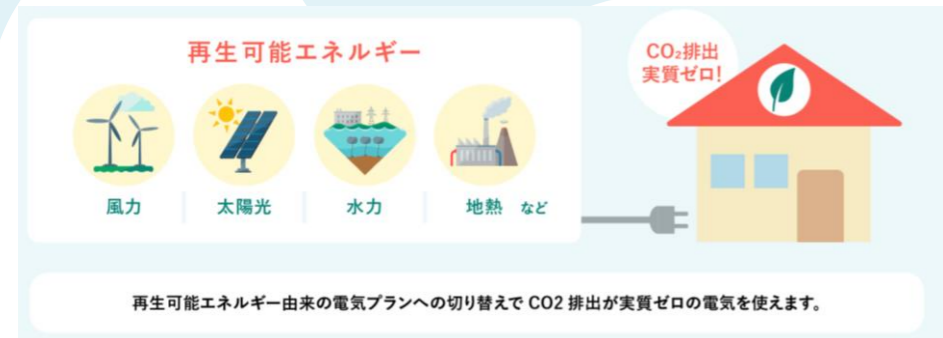 再生可能エネルギー
CO₂排出
実質ゼロ!
風力
太陽光
水力
地熱 など
再生可能エネルギー由来の電気プランへの切り替えで CO2 排出が実質ゼロの電気を使えます。